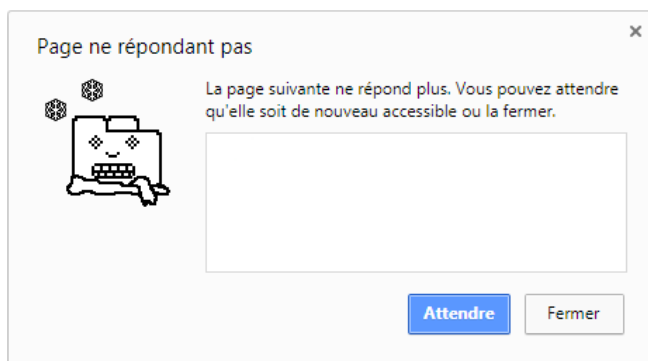 Page ne répondant pas
La page suivante ne répond plus. Vous pouvez attendre
qu'elle soit de nouveau accessible ou la fermer.
Attendre
Fermer